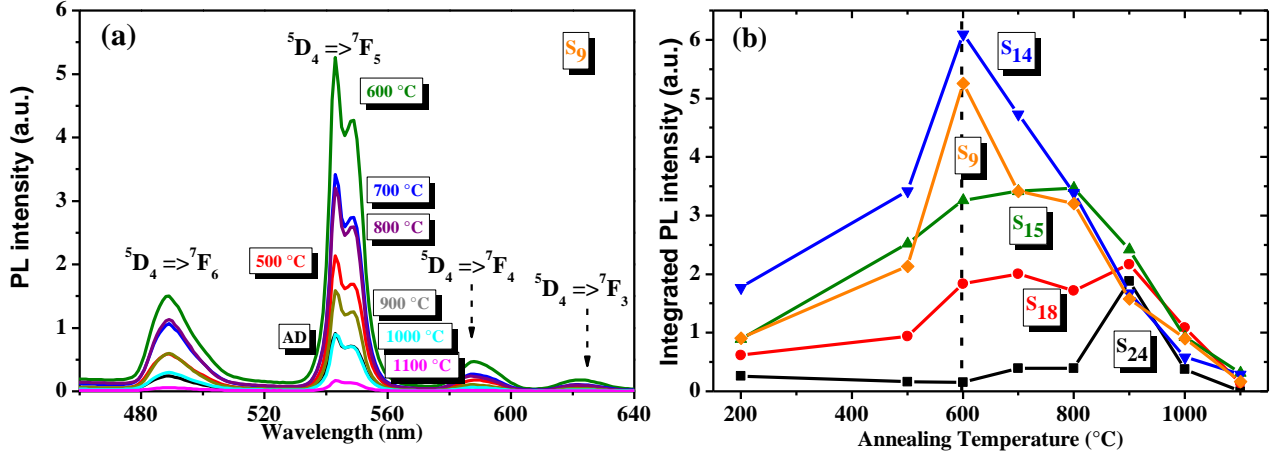 (a)
⁵D₄ =>⁷F₅
S₉
600 °C
700 °C
800 °C
500 °C
⁵D₄ =>⁷F₆
⁵D₄ =>⁷F₄
⁵D₄ =>⁷F₃
900 °C
AD
1000 °C
1100 °C
PL intensity (a.u.)
6
5
4
3
2
1
0
480 520 560 600 640
Wavelength (nm)
(b)
S₁₄
S₉
S₁₅
S₁₈
S₂₄
Integrated PL intensity (a.u.)
6
5
4
3
2
1
0
200 400 600 800 1000
Annealing Temperature (°C)